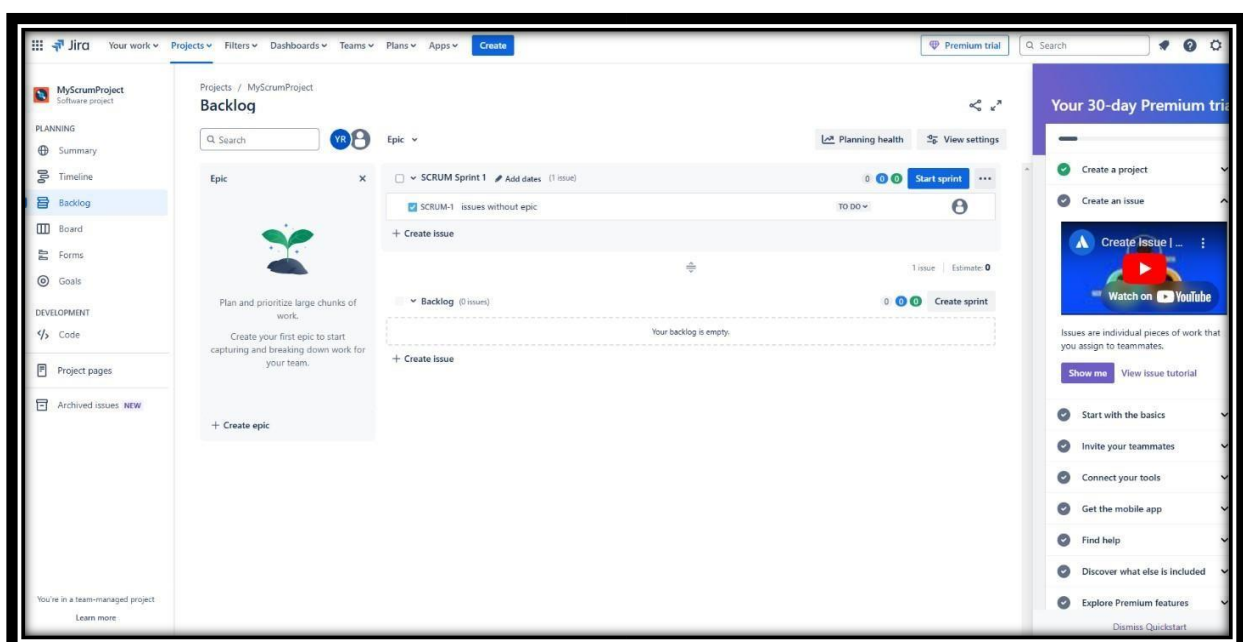 Jira Your work Projects Filters Dashboards Teams Plans Apps Create Premium trial Search
MyScrumProject
Software project
PLANNING
Summary
Timeline
Backlog
Board
Forms
Goals
DEVELOPMENT
Code
Project pages
Archived issues NEW
You're in a team-managed project
Learn more
Projects / MyScrumProject
Backlog
Search YR Epic Planning health View settings
Epic
Plan and prioritize large chunks of
work.
Create your first epic to start
capturing and breaking down work for
your team.
+ Create epic
SCRUM Sprint 1 Add dates (1 issue) 0 0 0 Start sprint
SCRUM-1 issues without epic TO DO
+ Create issue
1 issue Estimate: 0
Backlog (0 issues) 0 0 0 Create sprint
Your backlog is empty.
+ Create issue
Your 30-day Premium tria
Create a project
Create an issue
Create Issue | ...
Watch on YouTube
Issues are individual pieces of work that
you assign to teammates.
Show me View issue tutorial
Start with the basics
Invite your teammates
Connect your tools
Get the mobile app
Find help
Discover what else is included
Explore Premium features
Dismiss Quickstart